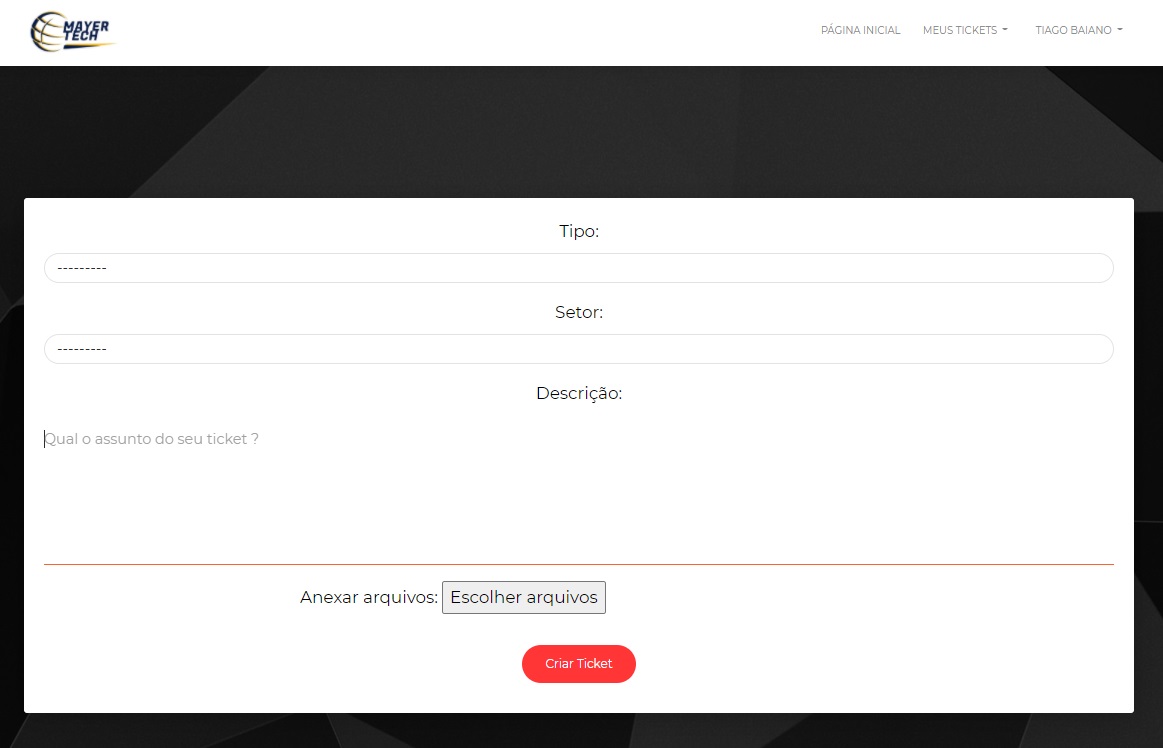 MAYER
TECH
PÁGINA INICIAL MEUS TICKETS TIAGO BAIANO
Tipo:
---------
Setor:
---------
Descrição:
Qual o assunto do seu ticket ?
Anexar arquivos: Escolher arquivos
Criar Ticket